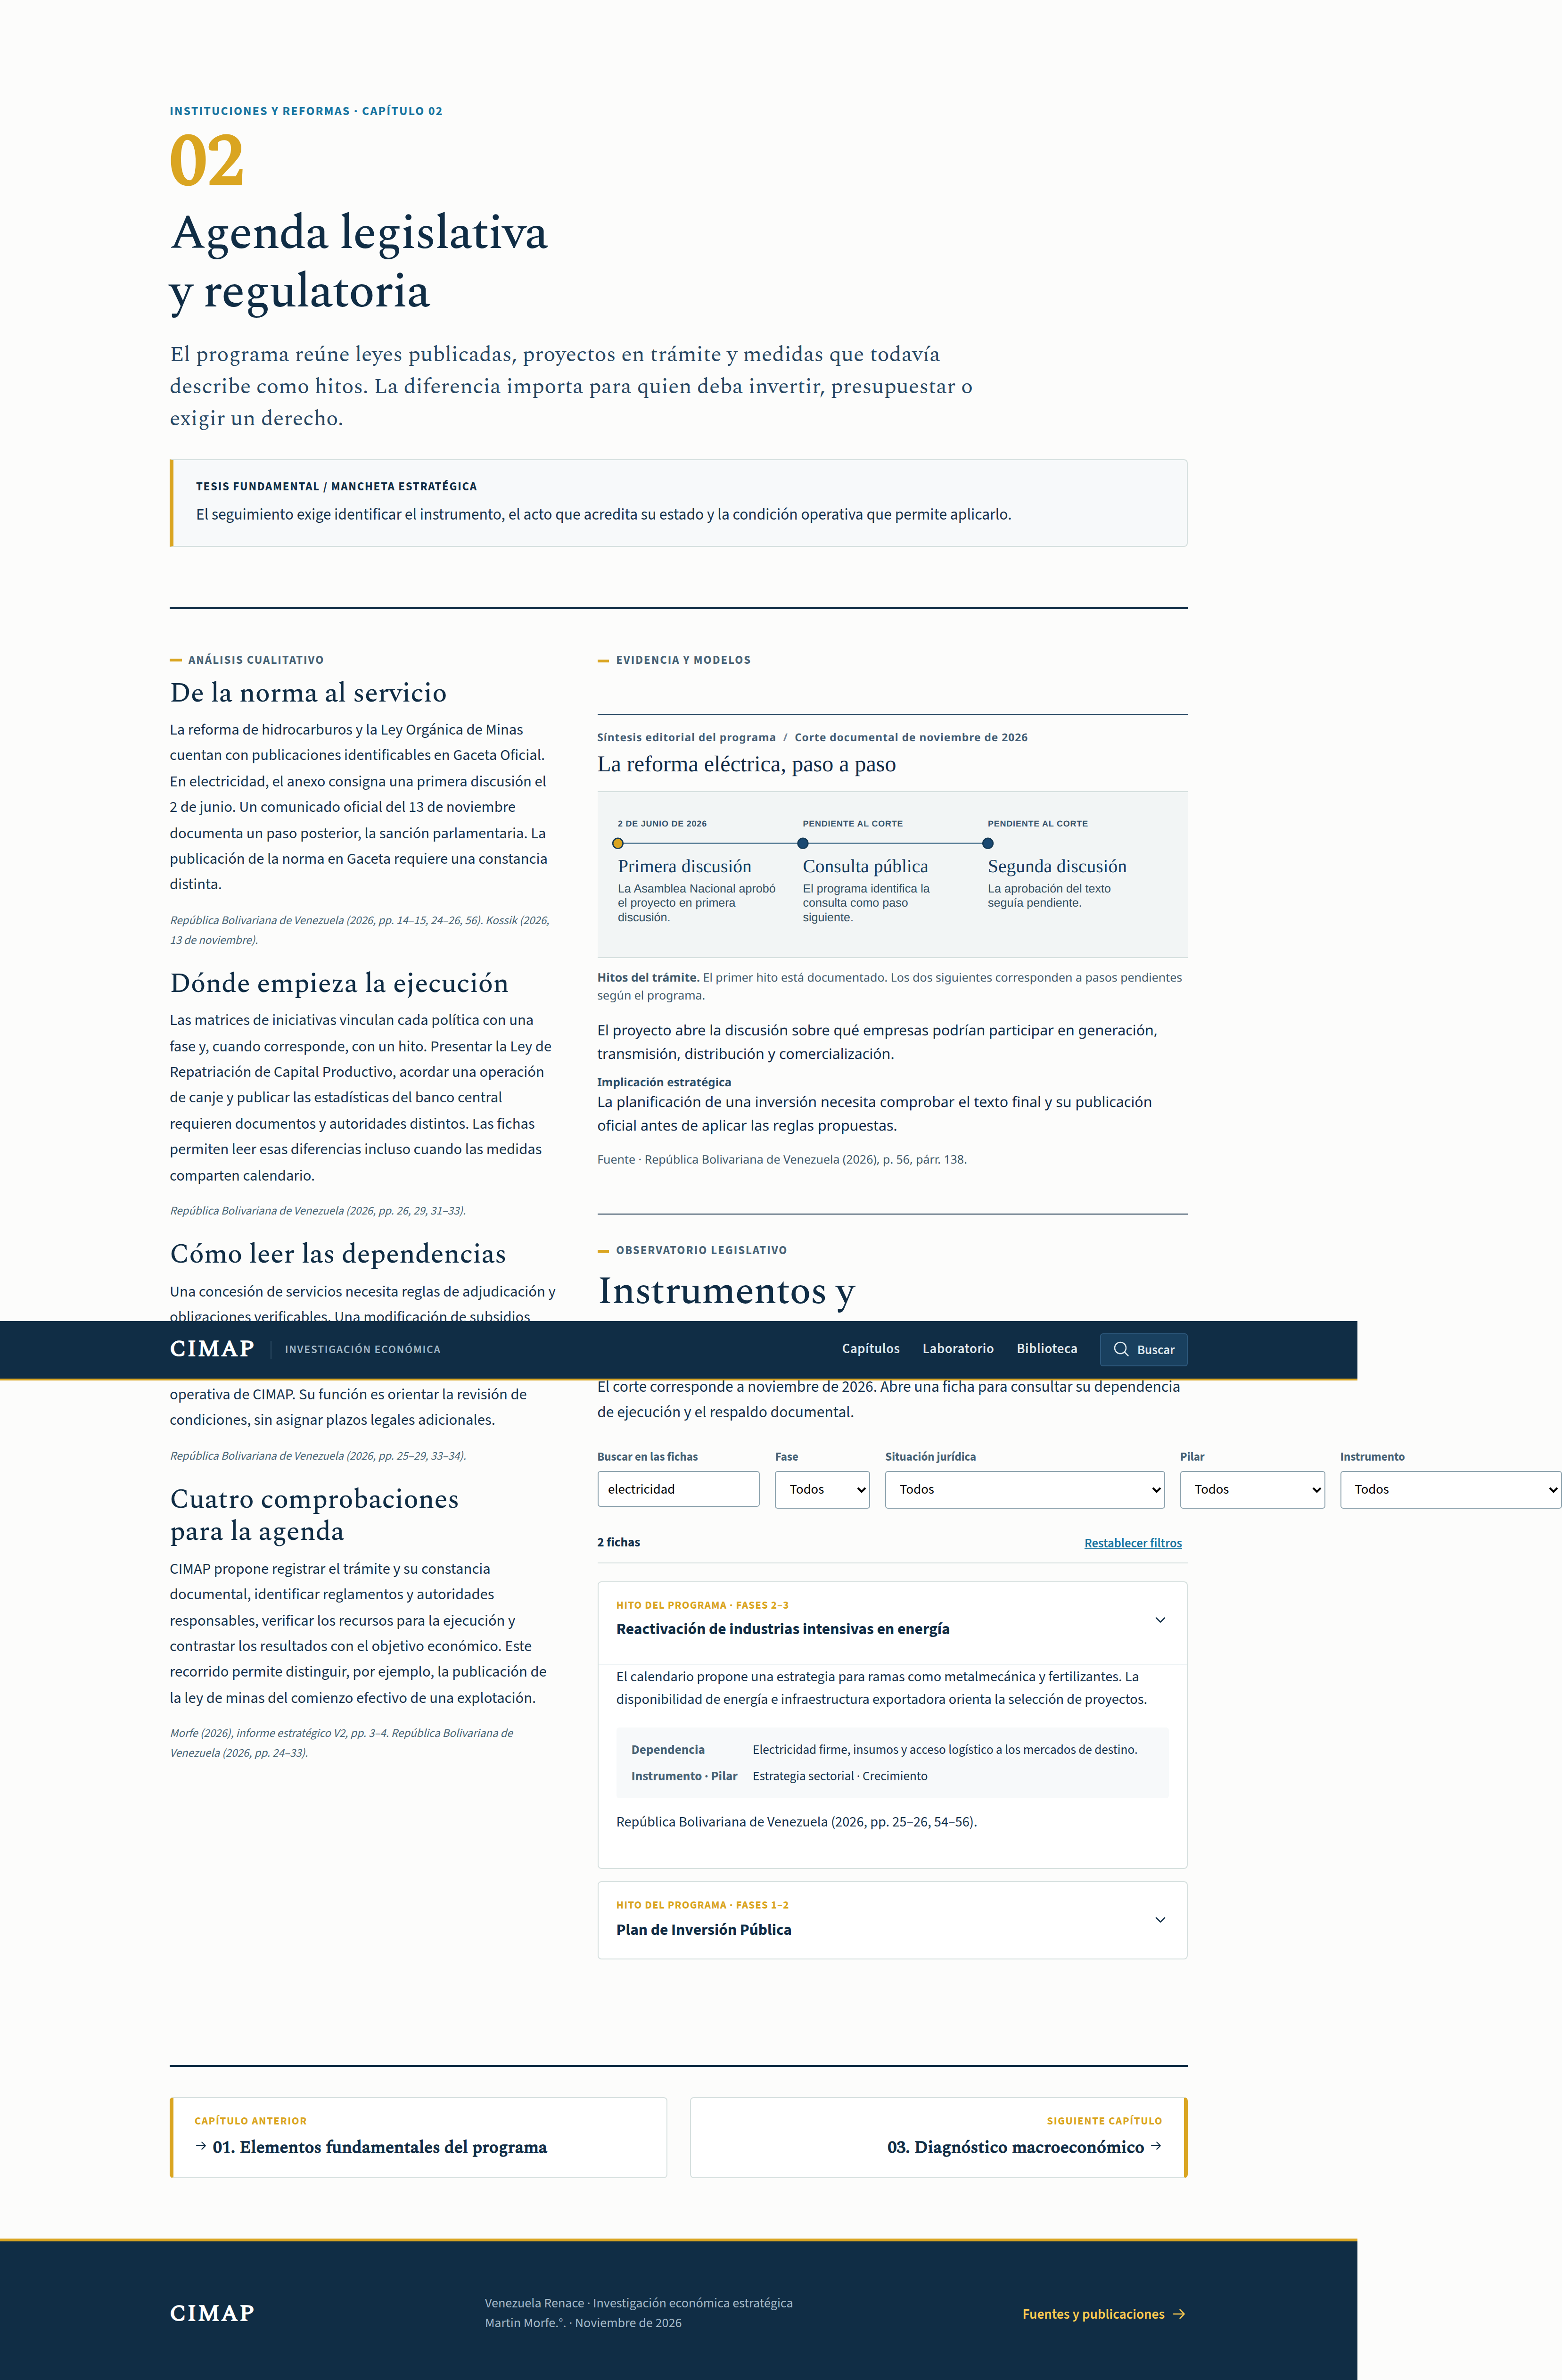 INSTITUCIONES Y REFORMAS · CAPÍTULO 02
02
Agenda legislativa
y regulatoria
El programa reúne leyes publicadas, proyectos en trámite y medidas que todavía
describe como hitos. La diferencia importa para quien deba invertir, presupuestar o
exigir un derecho.
TESIS FUNDAMENTAL / MANCHETA ESTRATÉGICA
El seguimiento exige identificar el instrumento, el acto que acredita su estado y la condición operativa que permite aplicarlo.
ANÁLISIS CUALITATIVO
De la norma al servicio
La reforma de hidrocarburos y la Ley Orgánica de Minas
cuentan con publicaciones identificables en Gaceta Oficial.
En electricidad, el anexo consigna una primera discusión el
2 de junio. Un comunicado oficial del 13 de noviembre
documenta un paso posterior, la sanción parlamentaria. La
publicación de la norma en Gaceta requiere una constancia
distinta.
República Bolivariana de Venezuela (2026, pp. 14–15, 24–26, 56). Kossik (2026,
13 de noviembre).
Dónde empieza la ejecución
Las matrices de iniciativas vinculan cada política con una
fase y, cuando corresponde, con un hito. Presentar la Ley de
Repatriación de Capital Productivo, acordar una operación
de canje y publicar las estadísticas del banco central
requieren documentos y autoridades distintos. Las fichas
permiten leer esas diferencias incluso cuando las medidas
comparten calendario.
República Bolivariana de Venezuela (2026, pp. 26, 29, 31–33).
Cómo leer las dependencias
Una concesión de servicios necesita reglas de adjudicación y
obligaciones verificables. Una modificación de subsidios
operativa de CIMAP. Su función es orientar la revisión de
condiciones, sin asignar plazos legales adicionales.
República Bolivariana de Venezuela (2026, pp. 25–29, 33–34).
Cuatro comprobaciones
para la agenda
CIMAP propone registrar el trámite y su constancia
documental, identificar reglamentos y autoridades
responsables, verificar los recursos para la ejecución y
contrastar los resultados con el objetivo económico. Este
recorrido permite distinguir, por ejemplo, la publicación de
la ley de minas del comienzo efectivo de una explotación.
Morfe (2026), informe estratégico V2, pp. 3–4. República Bolivariana de
Venezuela (2026, pp. 24–33).
EVIDENCIA Y MODELOS
Síntesis editorial del programa / Corte documental de noviembre de 2026
La reforma eléctrica, paso a paso
2 DE JUNIO DE 2026
Primera discusión
La Asamblea Nacional aprobó
el proyecto en primera
discusión.
PENDIENTE AL CORTE
Consulta pública
El programa identifica la
consulta como paso
siguiente.
PENDIENTE AL CORTE
Segunda discusión
La aprobación del texto
seguía pendiente.
Hitos del trámite. El primer hito está documentado. Los dos siguientes corresponden a pasos pendientes
según el programa.
El proyecto abre la discusión sobre qué empresas podrían participar en generación,
transmisión, distribución y comercialización.
Implicación estratégica
La planificación de una inversión necesita comprobar el texto final y su publicación
oficial antes de aplicar las reglas propuestas.
Fuente · República Bolivariana de Venezuela (2026), p. 56, párr. 138.
OBSERVATORIO LEGISLATIVO
Instrumentos y
CIMAP
INVESTIGACIÓN ECONÓMICA
Capítulos
Laboratorio
Biblioteca
Buscar
El corte corresponde a noviembre de 2026. Abre una ficha para consultar su dependencia
de ejecución y el respaldo documental.
Buscar en las fichas
electricidad
Fase
Todos
Situación jurídica
Todos
Pilar
Todos
Instrumento
Todos
2 fichas
Restablecer filtros
HITO DEL PROGRAMA · FASES 2–3
Reactivación de industrias intensivas en energía
El calendario propone una estrategia para ramas como metalmecánica y fertilizantes. La
disponibilidad de energía e infraestructura exportadora orienta la selección de proyectos.
Dependencia Electricidad firme, insumos y acceso logístico a los mercados de destino.
Instrumento · Pilar Estrategia sectorial · Crecimiento
República Bolivariana de Venezuela (2026, pp. 25–26, 54–56).
HITO DEL PROGRAMA · FASES 1–2
Plan de Inversión Pública
CAPÍTULO ANTERIOR
→ 01. Elementos fundamentales del programa
SIGUIENTE CAPÍTULO
03. Diagnóstico macroeconómico →
CIMAP
Venezuela Renace · Investigación económica estratégica
Martin Morfe.°. · Noviembre de 2026
Fuentes y publicaciones →